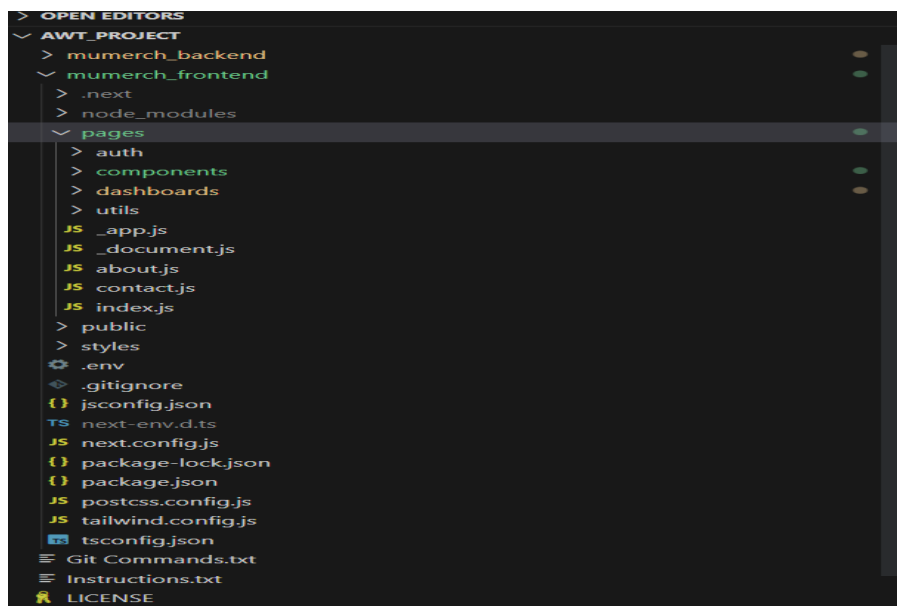 OPEN EDITORS
AWT_PROJECT
mumerch_backend
mumerch_frontend
.next
node_modules
pages
auth
components
dashboards
utils
JS _app.js
JS _document.js
JS about.js
JS contact.js
JS index.js
public
styles
.env
.gitignore
{} jsconfig.json
TS next-env.d.ts
JS next.config.js
{} package-lock.json
{} package.json
JS postcss.config.js
JS tailwind.config.js
TS tsconfig.json
Git Commands.txt
Instructions.txt
LICENSE